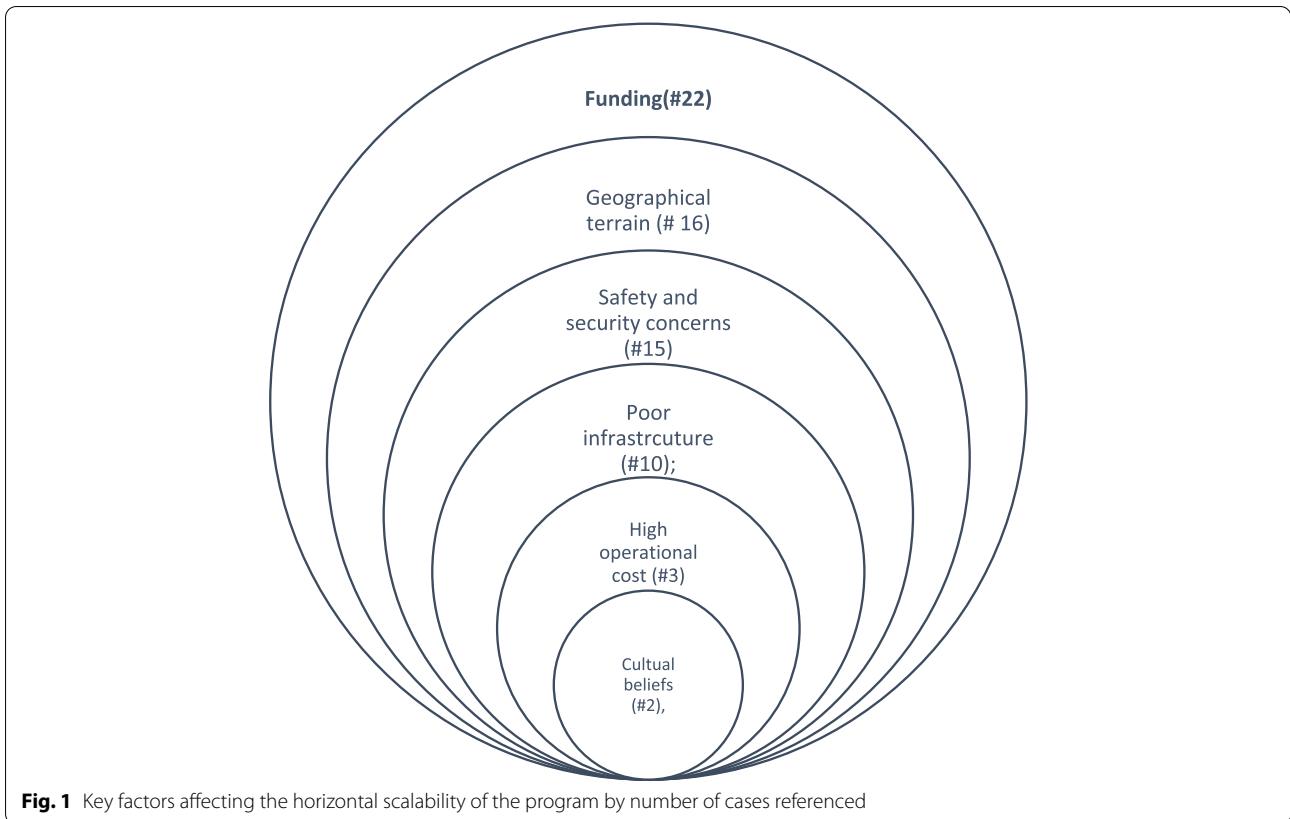 Funding(#22)
Geographical
terrain (# 16)
Safety and
security concerns
(#15)
Poor
infrastrcuture
(#10);
High
operational
cost (#3)
Cultual
beliefs
(#2),
Fig. 1 Key factors affecting the horizontal scalability of the program by number of cases referenced